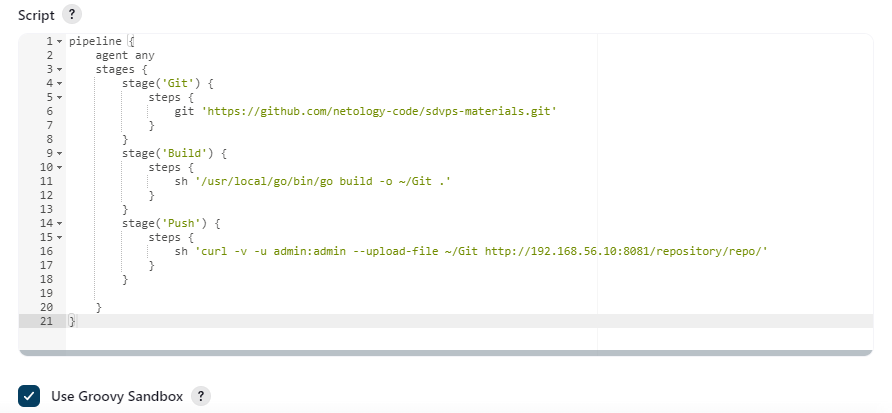 Script ?
1 pipeline {
2     agent any
3     stages {
4         stage('Git') {
5             steps {
6                 git 'https://github.com/netology-code/sdvps-materials.git'
7             }
8         }
9         stage('Build') {
10             steps {
11                 sh '/usr/local/go/bin/go build -o ~/Git .'
12             }
13         }
14         stage('Push') {
15             steps {
16                 sh 'curl -v -u admin:admin --upload-file ~/Git http://192.168.56.10:8081/repository/repo/'
17             }
18         }
19
20     }
21 }
Use Groovy Sandbox ?